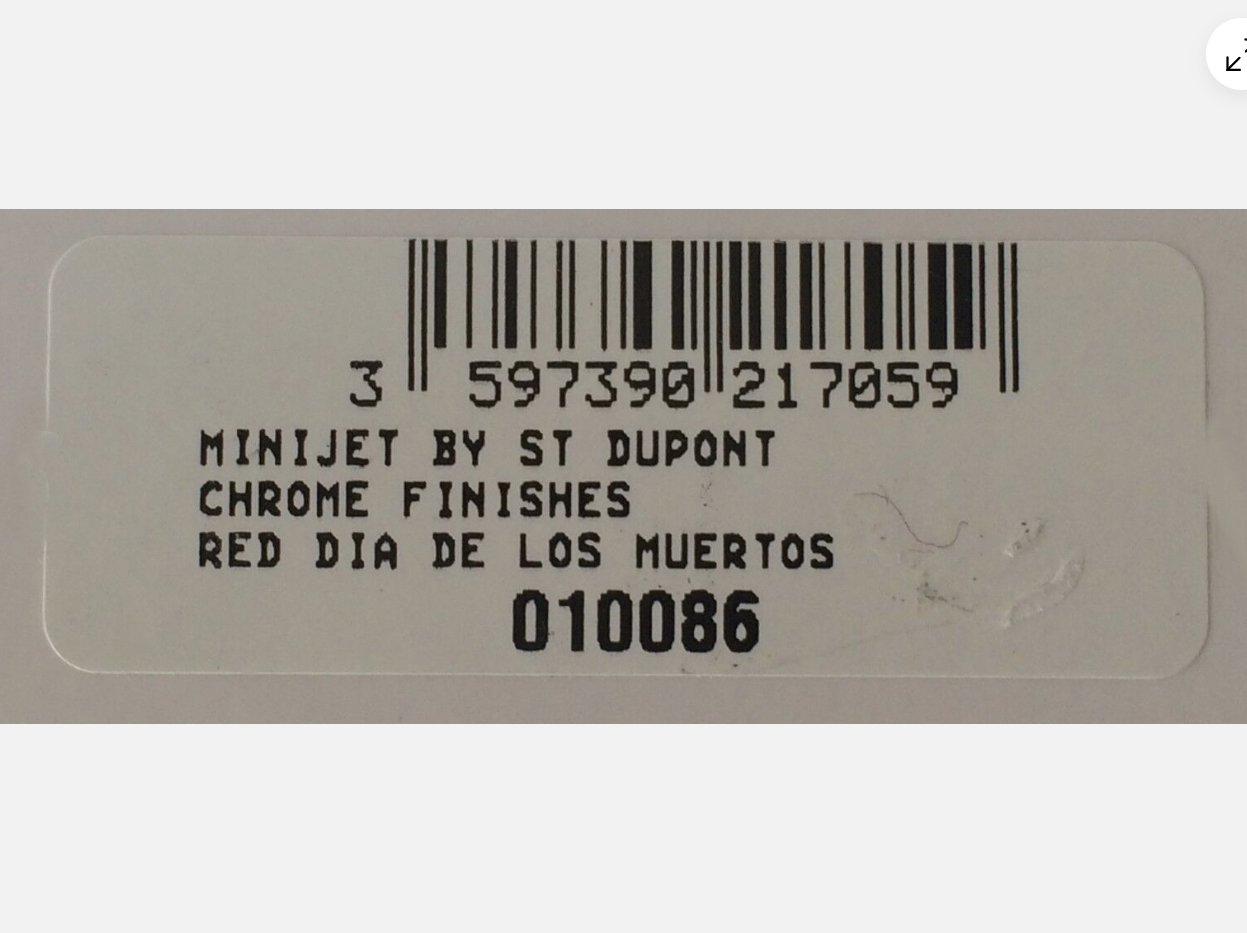 3 597390 217059
MINIJET BY ST DUPONT
CHROME FINISHES
RED DIA DE LOS MUERTOS
010086